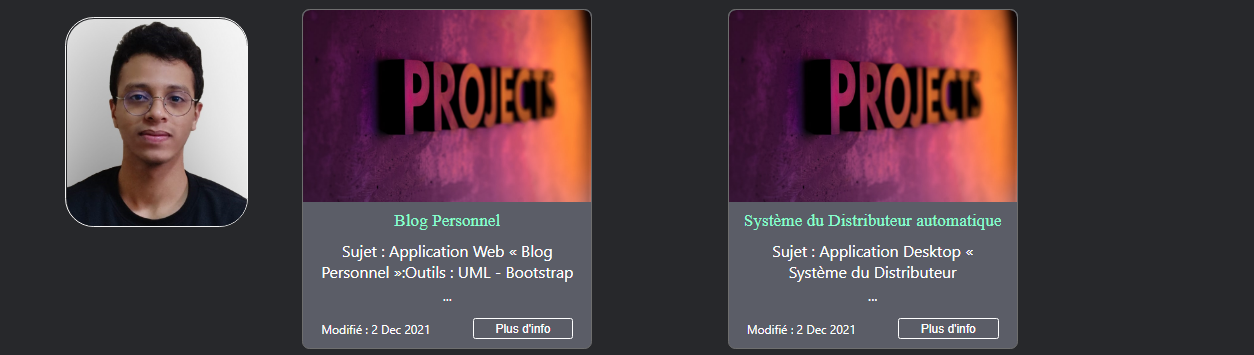 PROJECTS
Blog Personnel
Sujet : Application Web « Blog
Personnel »:Outils : UML - Bootstrap
...
Modifié : 2 Dec 2021
Plus d'info
PROJECTS
Système du Distributeur automatique
Sujet : Application Desktop «
Système du Distributeur
...
Modifié : 2 Dec 2021
Plus d'info